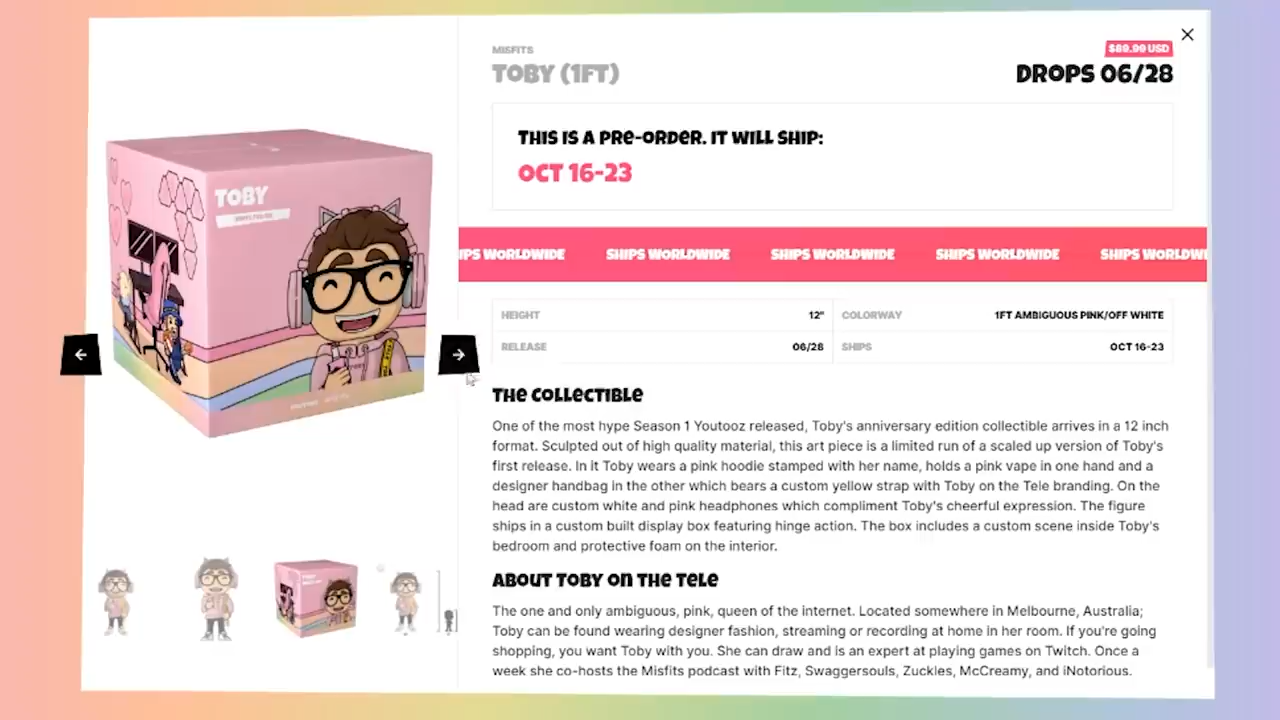 MISFITS
TOBY (1FT)
$89.99 USD
DROPS 06/28
THIS IS A PRE-ORDER. IT WILL SHIP:
OCT 16-23
IPS WORLDWIDE SHIPS WORLDWIDE SHIPS WORLDWIDE SHIPS WORLDWIDE SHIPS WORLDWI
HEIGHT 12" COLORWAY 1FT AMBIGUOUS PINK/OFF WHITE
RELEASE 06/28 SHIPS OCT 16-23
THE COLLECTIBLE
One of the most hype Season 1 Youtooz released, Toby's anniversary edition collectible arrives in a 12 inch
format. Sculpted out of high quality material, this art piece is a limited run of a scaled up version of Toby's
first release. In it Toby wears a pink hoodie stamped with her name, holds a pink vape in one hand and a
designer handbag in the other which bears a custom yellow strap with Toby on the Tele branding. On the
head are custom white and pink headphones which compliment Toby's cheerful expression. The figure
ships in a custom built display box featuring hinge action. The box includes a custom scene inside Toby's
bedroom and protective foam on the interior.
ABOUT TOBY ON THE TELE
The one and only ambiguous, pink, queen of the internet. Located somewhere in Melbourne, Australia;
Toby can be found wearing designer fashion, streaming or recording at home in her room. If you're going
shopping, you want Toby with you. She can draw and is an expert at playing games on Twitch. Once a
week she co-hosts the Misfits podcast with Fitz, Swaggersouls, Zuckles, McCreamy, and iNotorious.
TOBY